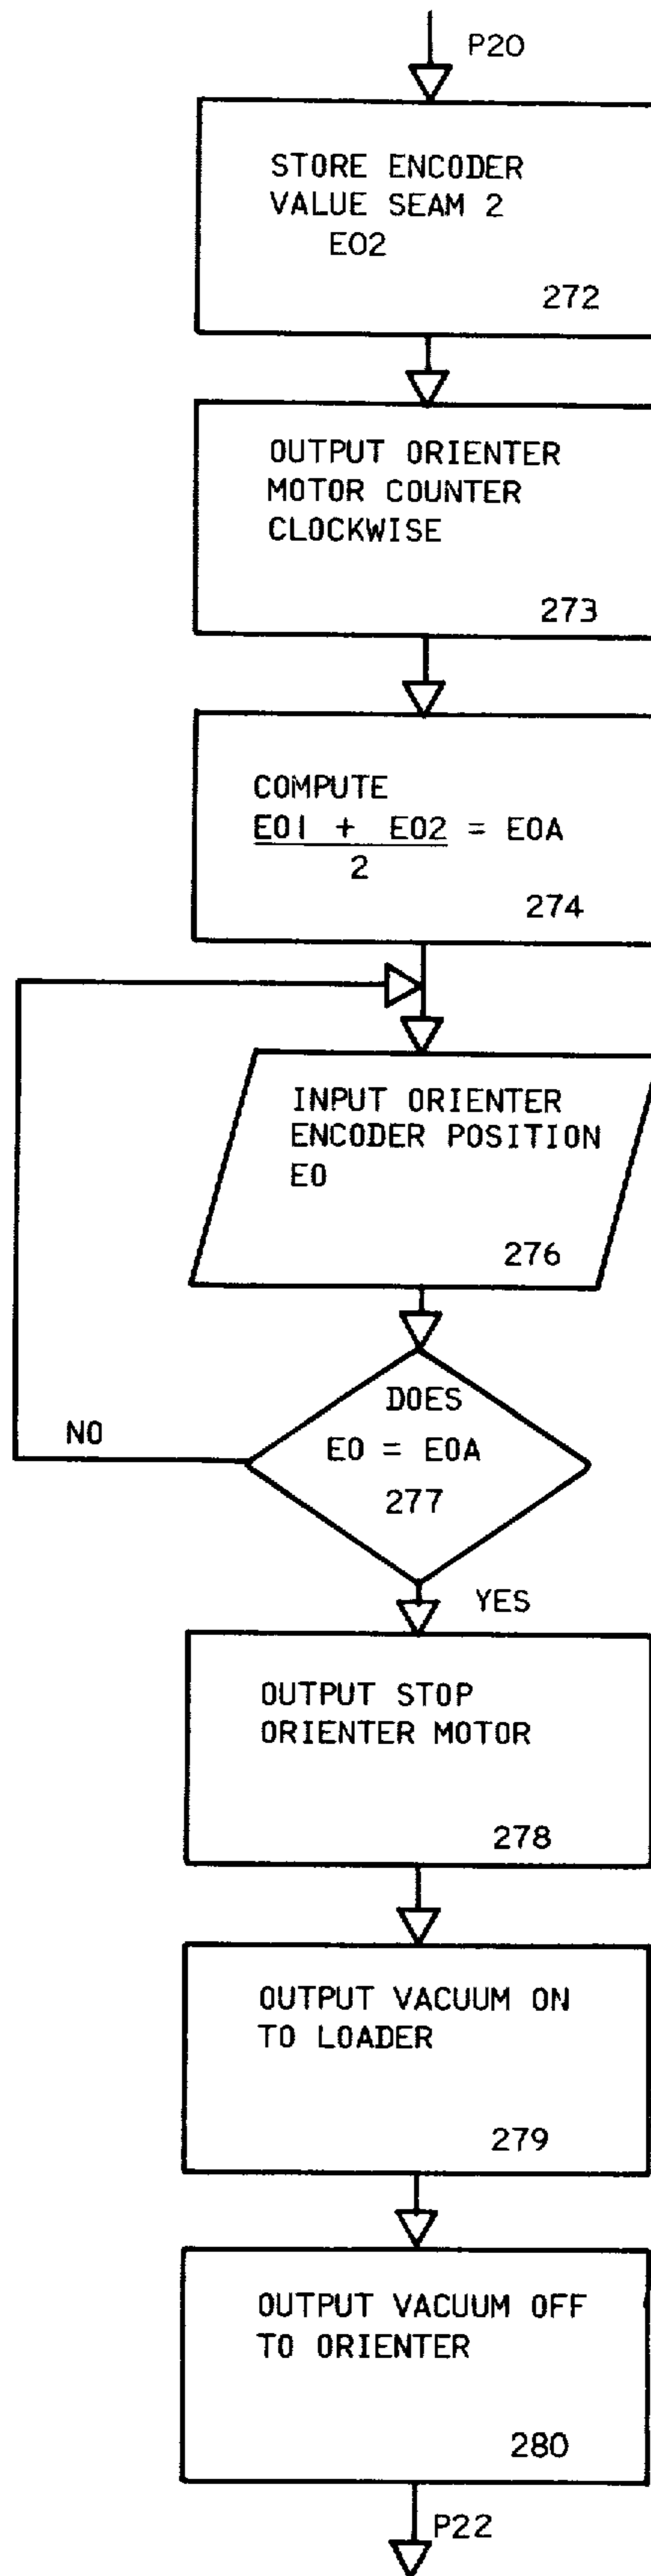 P20
STORE ENCODER
VALUE SEAM 2
EO2
272
OUTPUT ORIENTER
MOTOR COUNTER
CLOCKWISE
273
COMPUTE
EO1 + EO2 = EOA
2
274
INPUT ORIENTER
ENCODER POSITION
EO
276
DOES
EO = EOA
277
NO
YES
OUTPUT STOP
ORIENTER MOTOR
278
OUTPUT VACUUM ON
TO LOADER
279
OUTPUT VACUUM OFF
TO ORIENTER
280
P22